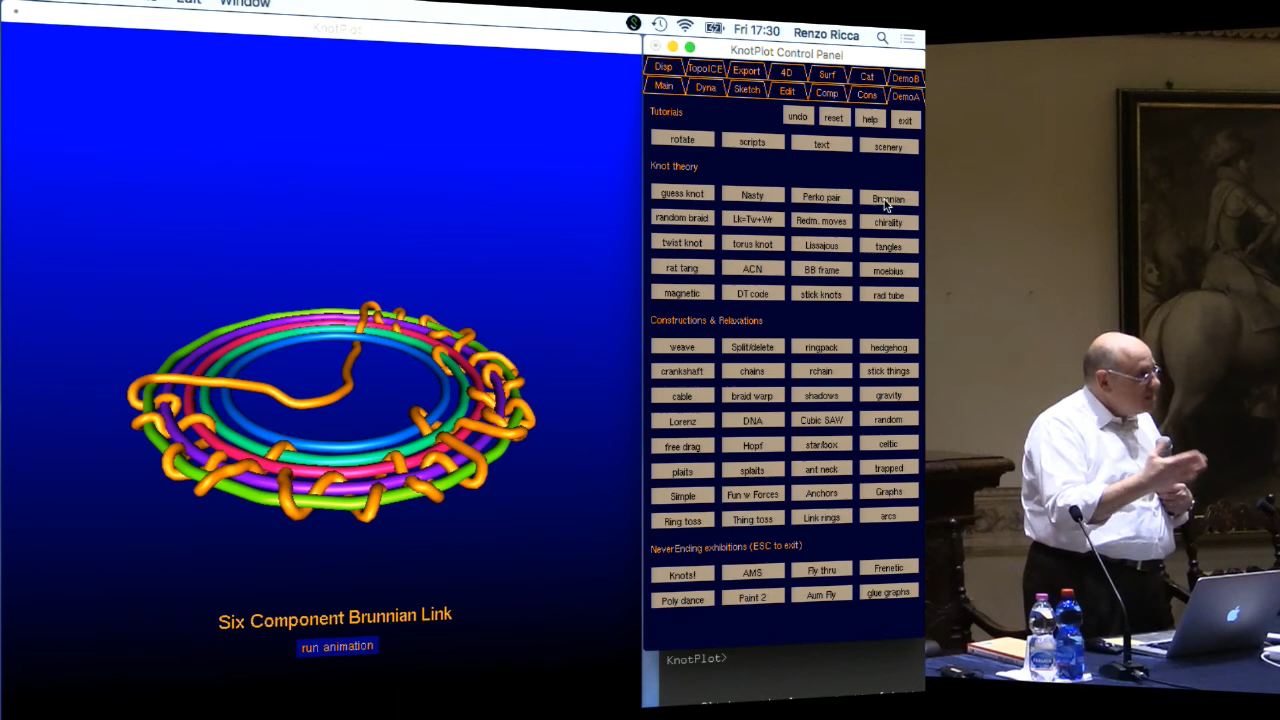 Edit Window
KnotPlot
Fri 17:30 Renzo Ricca
KnotPlot Control Panel
Disp TopoICE Export 4D Surf Cat DemoB
Main Dyna Sketch Edit Comp Cons DemoA
Tutorials undo reset help exit
rotate scripts text scenery
Knot theory
guess knot Nasty Perko pair Brunnian
random braid Lk=Tw+Wr Redm. moves chirality
twist knot torus knot Lissajous tangles
rat tang ACN BB frame moebius
magnetic DT code stick knots rad tube
Constructions & Relaxations
weave Split/delete ringpack hedgehog
crankshaft chains rchain stick things
cable braid warp shadows gravity
Lorenz DNA Cubic SAW random
free drag Hopf star/box celtic
plaits splaits ant neck trapped
Simple Fun w Forces Anchors Graphs
Ring toss Thing toss Link rings arcs
NeverEnding exhibitions (ESC to exit)
Knots! AMS Fly thru Frenetic
Poly dance Paint 2 Aum Fly glue graphs
Six Component Brunnian Link
run animation
KnotPlot>